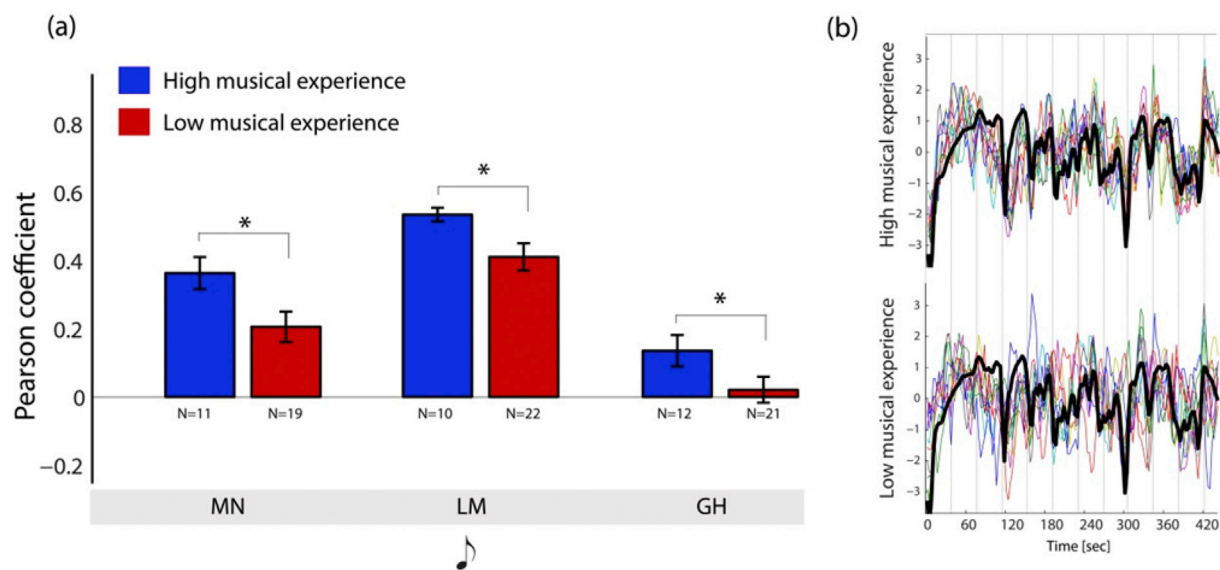 (a)
High musical experience
Low musical experience
Pearson coefficient
0.8
0.6
0.4
0.2
0
−0.2
*
*
*
N=11
N=19
N=10
N=22
N=12
N=21
MN
LM
GH
(b)
High musical experience
3
2
1
0
−1
−2
−3
Low musical experience
3
2
1
0
−1
−2
−3
0
60
120
180
240
300
360
420
Time [sec]